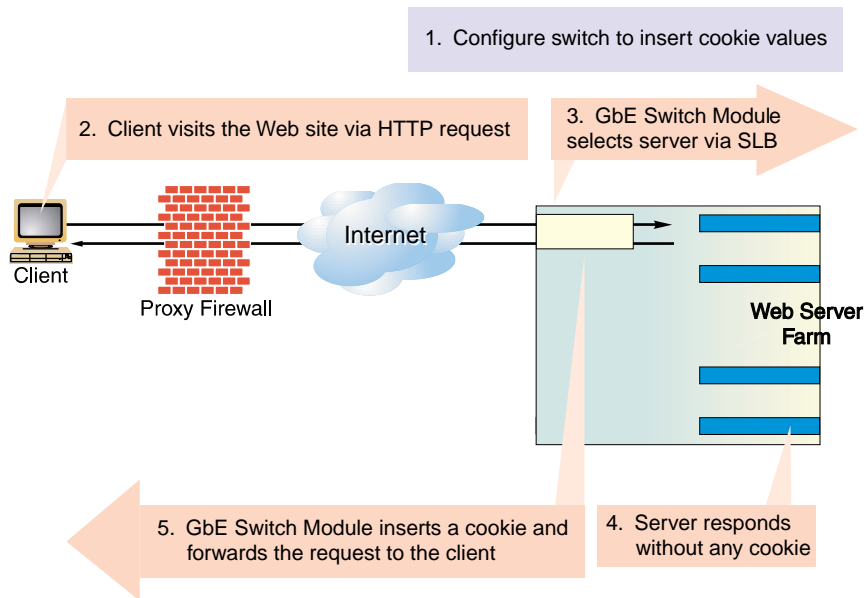 1. Configure switch to insert cookie values
2. Client visits the Web site via HTTP request
3. GbE Switch Module
selects server via SLB
Internet
Client
Proxy Firewall
Web Server
Farm
5. GbE Switch Module inserts a cookie and
forwards the request to the client
4. Server responds
without any cookie